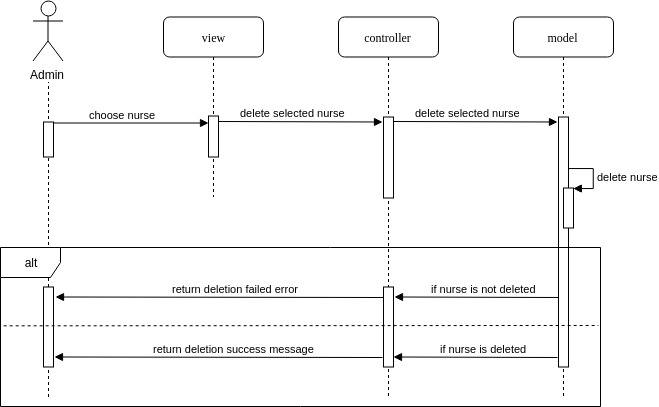 view
controller
model
Admin
choose nurse
delete selected nurse
delete selected nurse
delete nurse
alt
return deletion failed error
if nurse is not deleted
return deletion success message
if nurse is deleted